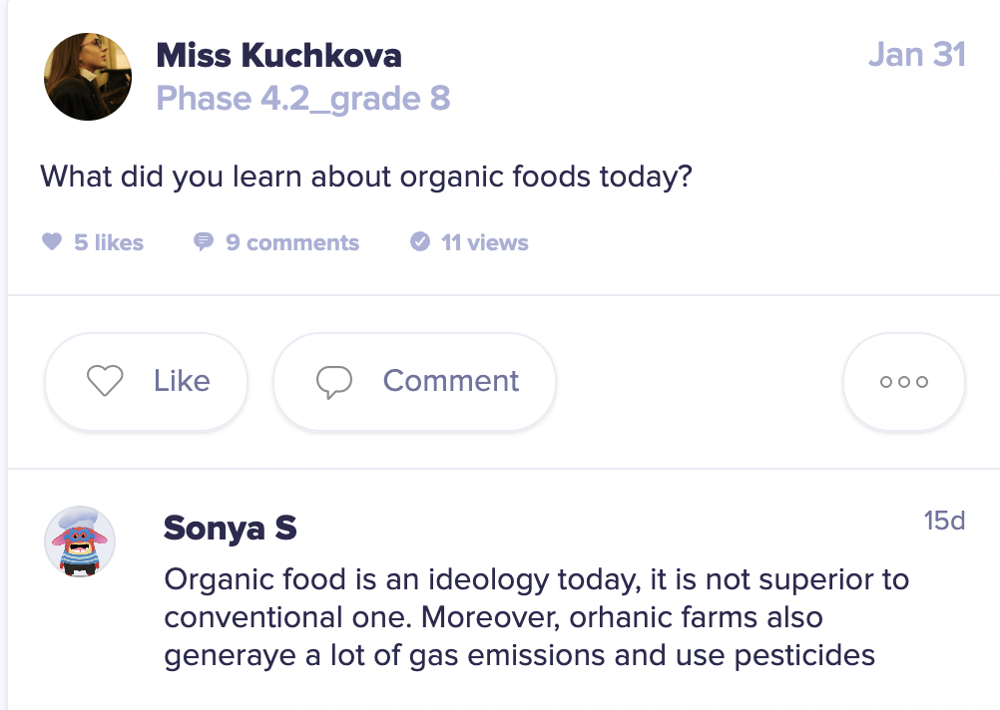 Miss Kuchkova
Jan 31
Phase 4.2_grade 8
What did you learn about organic foods today?
5 likes 9 comments 11 views
Like Comment
Sonya S
15d
Organic food is an ideology today, it is not superior to
conventional one. Moreover, orhanic farms also
generaye a lot of gas emissions and use pesticides